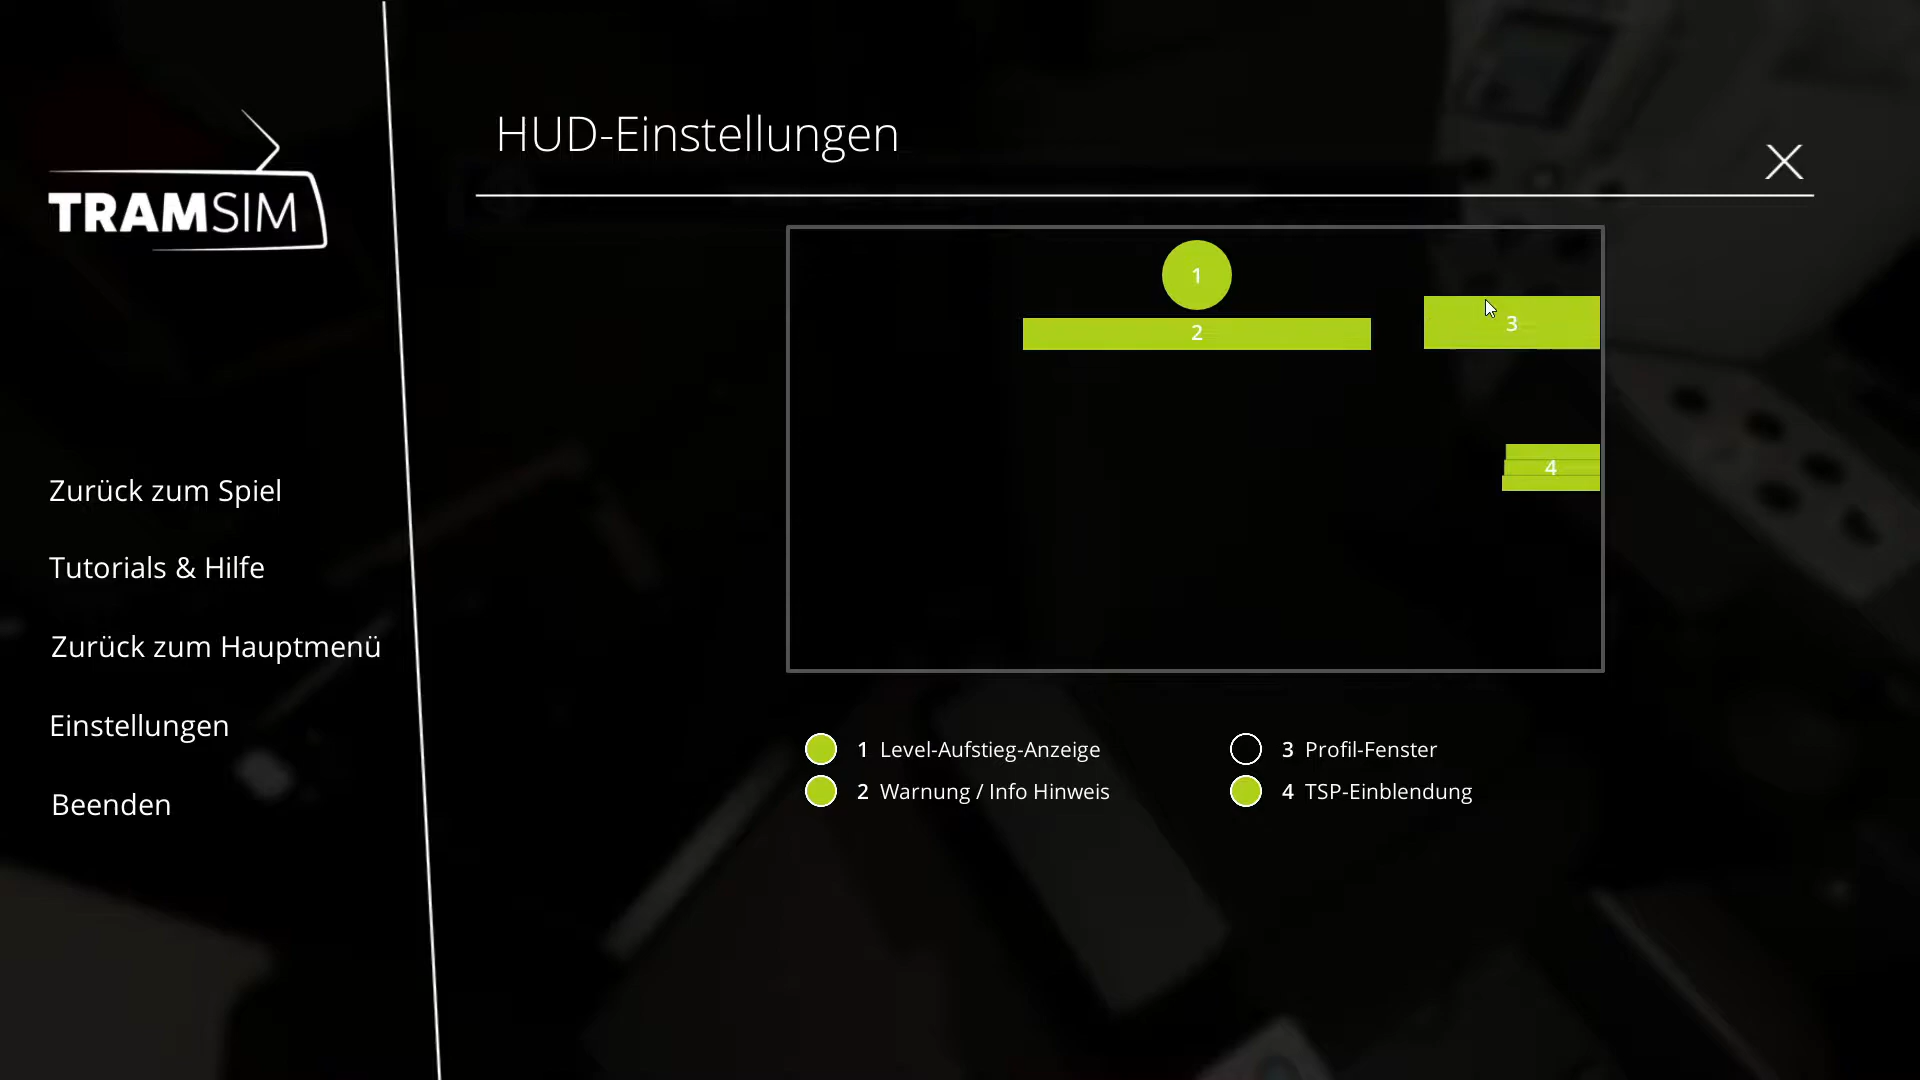 TRAMSIM
HUD-Einstellungen
1
2
3
4
Zurück zum Spiel
Tutorials & Hilfe
Zurück zum Hauptmenü
Einstellungen
Beenden
1 Level-Aufstieg-Anzeige
3 Profil-Fenster
2 Warnung / Info Hinweis
4 TSP-Einblendung